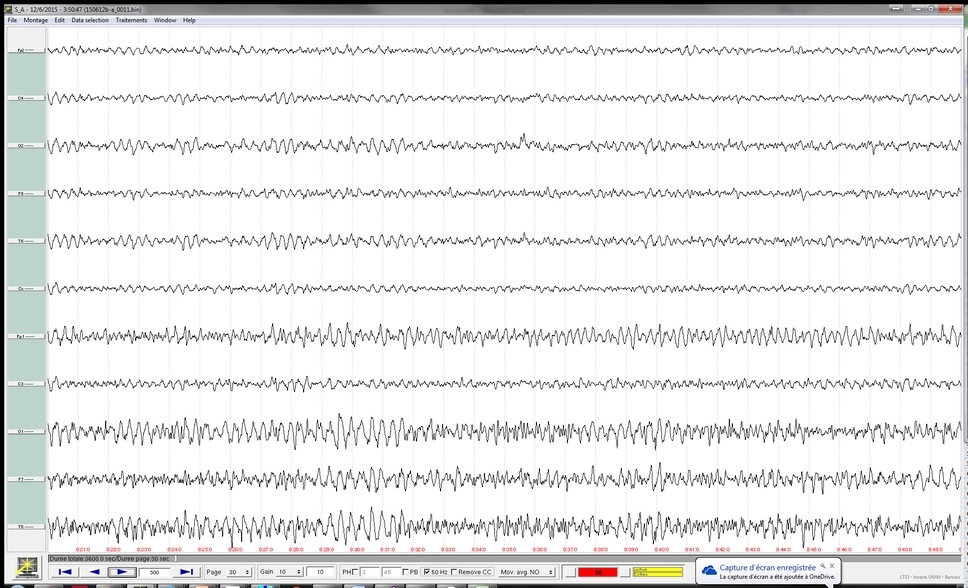 S_A - 12/6/2015 - 3:50:47 (150612b-a_0011.bin)
File Montage Edit Data selection Traitements Window Help
Fp2
C4
O2
F8
T6
Cz
Fp1
C3
O1
F7
T5
8:21.0 8:22.0 8:23.0 8:24.0 8:25.0 8:26.0 8:27.0 8:28.0 8:29.0 8:30.0 8:31.0 8:32.0 8:33.0 8:34.0 8:35.0 8:36.0 8:37.0 8:38.0 8:39.0 8:40.0 8:41.0 8:42.0 8:43.0 8:44.0 8:45.0 8:46.0 8:47.0 8:48.0 8:49.0
Duree totale:3600.0 sec/Duree page:30 sec
500 Page 30 Gain 10 10 PH 3 45 PB 50 Hz Remove CC Mov. avg. NO
Capture d'écran enregistrée
La capture d'écran a été ajoutée à OneDrive.